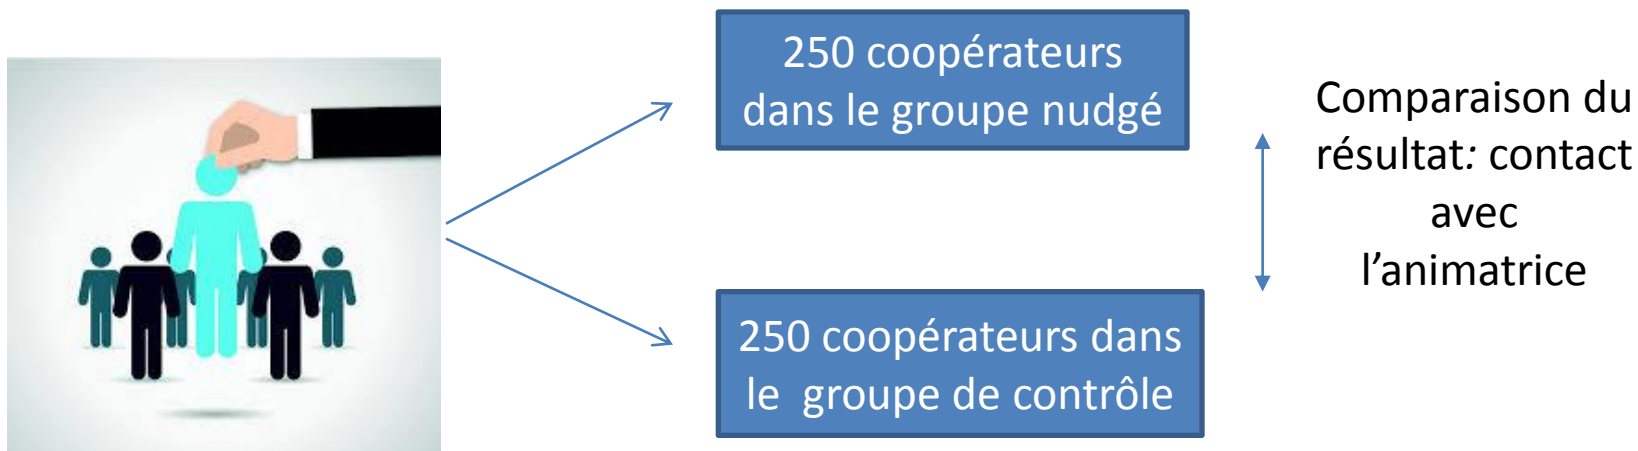 250 coopérateurs
dans le groupe nudgé
250 coopérateurs dans
le groupe de contrôle
Comparaison du
résultat: contact
avec
l’animatrice